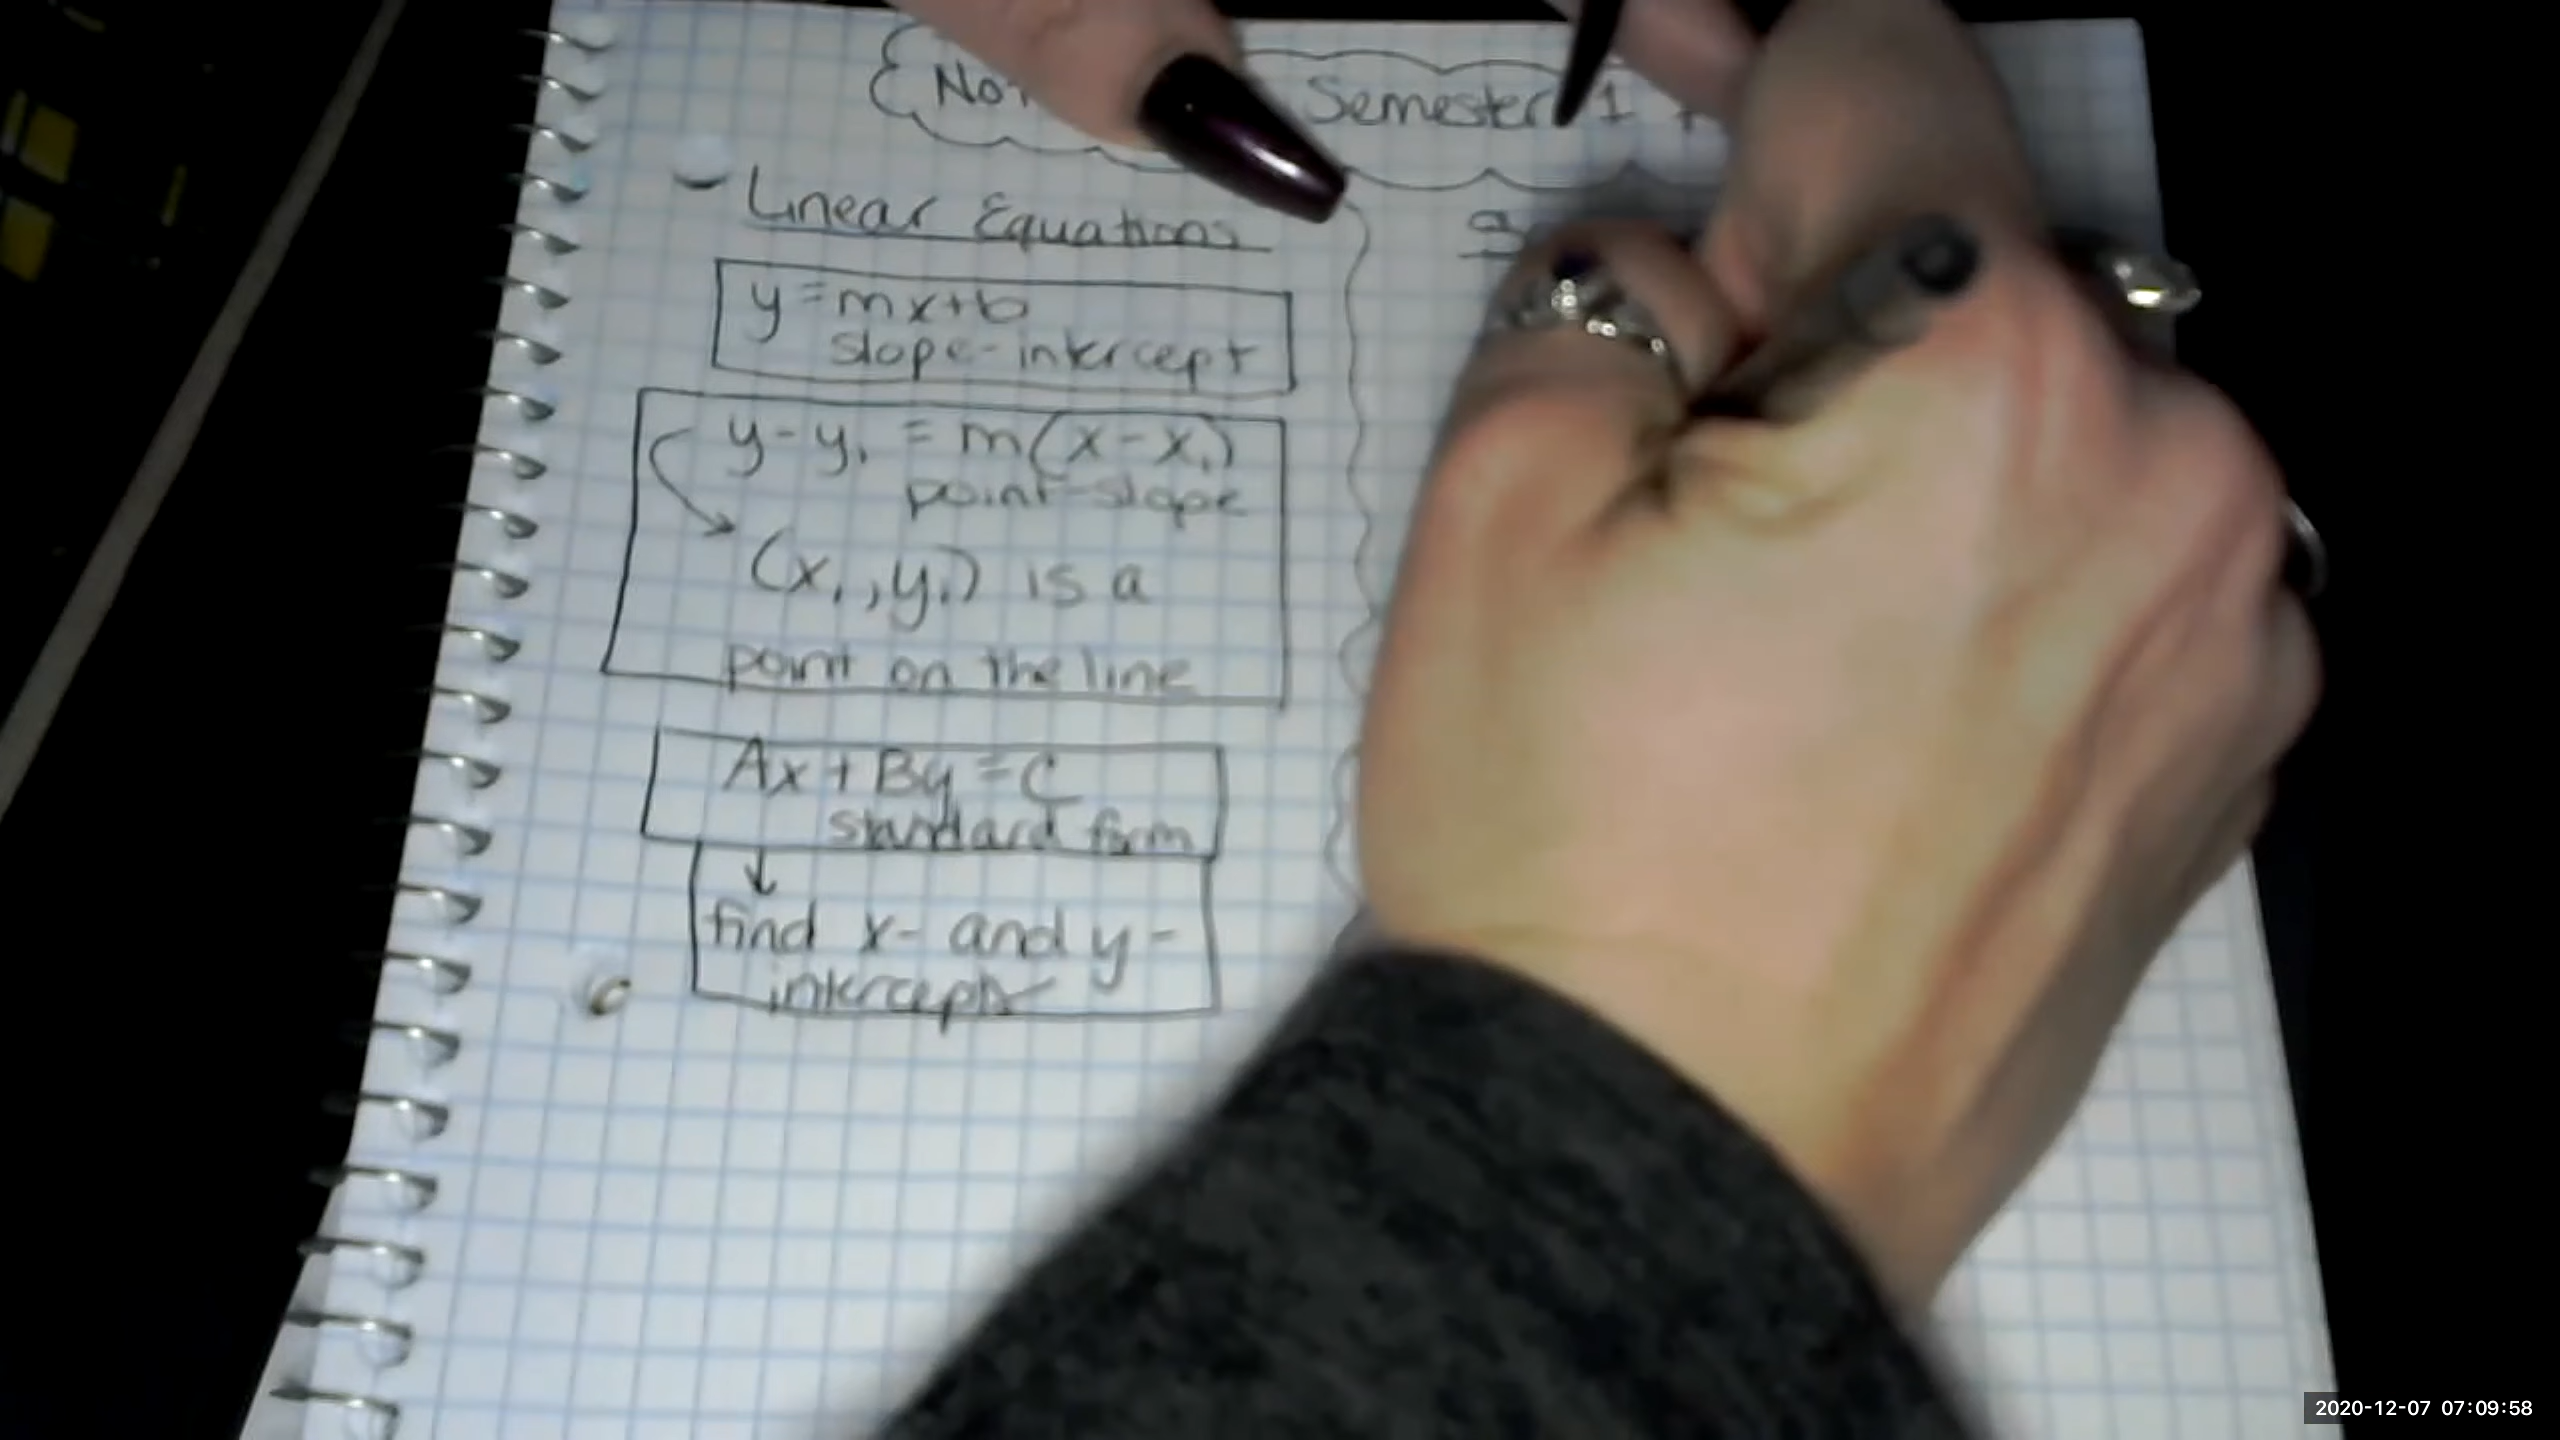 Semester 1
Linear Equations
y = mx+b
slope-intercept
y - y₁ = m(x - x₁)
point-slope
(x₁, y₁) is a
point on the line
Ax + By = C
standard form
find x- and y-
intercepts
2020-12-07 07:09:58